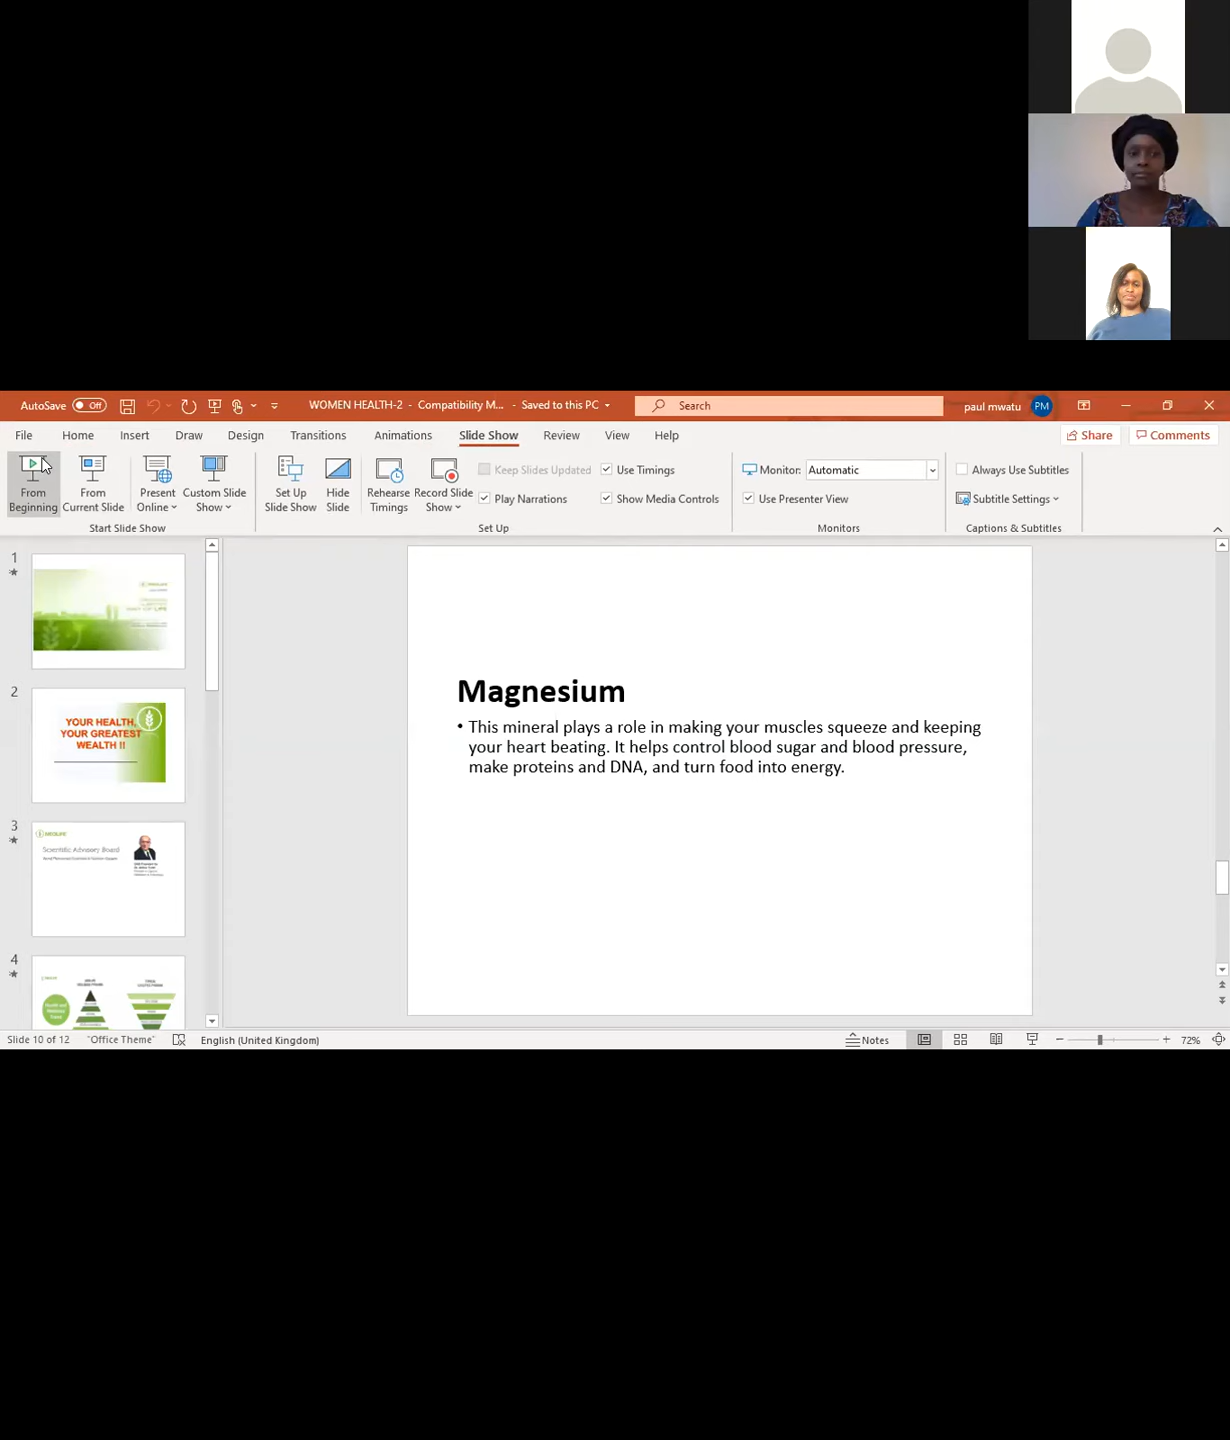 AutoSave Off WOMEN HEALTH-2 - Compatibility M... - Saved to this PC Search paul mwatu PM
File Home Insert Draw Design Transitions Animations Slide Show Review View Help Share Comments
From Beginning
From Current Slide
Present Online
Custom Slide Show
Start Slide Show
Set Up Slide Show
Hide Slide
Rehearse Timings
Record Slide Show
Keep Slides Updated
Use Timings
Play Narrations
Show Media Controls
Set Up
Monitor: Automatic
Use Presenter View
Monitors
Always Use Subtitles
Subtitle Settings
Captions & Subtitles
1
2
YOUR HEALTH,
YOUR GREATEST
WEALTH !!
3
Scientific Advisory Board
4
Magnesium
• This mineral plays a role in making your muscles squeeze and keeping
your heart beating. It helps control blood sugar and blood pressure,
make proteins and DNA, and turn food into energy.
Slide 10 of 12 "Office Theme" English (United Kingdom) Notes 72%